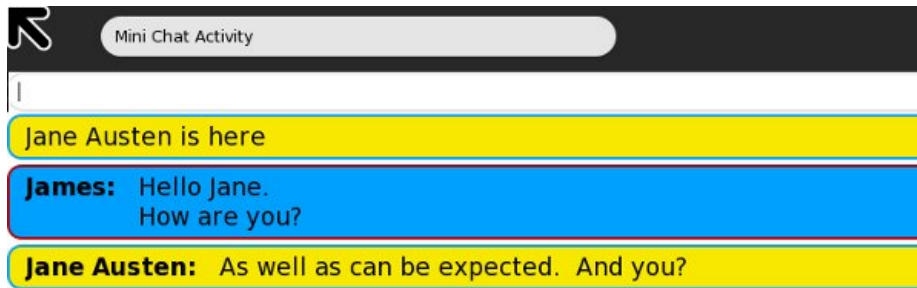 Mini Chat Activity
Jane Austen is here
James: Hello Jane.
How are you?
Jane Austen: As well as can be expected. And you?